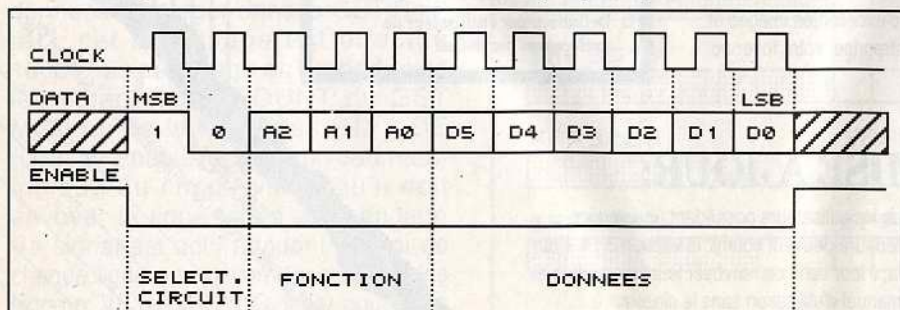 CLOCK
DATA MSB LSB
1 0 A2 A1 A0 D5 D4 D3 D2 D1 D0
ENABLE
SELECT. FONCTION DONNEES
CIRCUIT